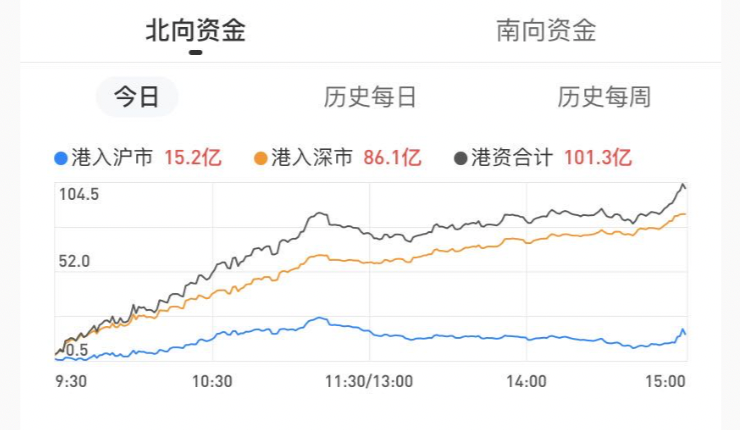 北向资金 南向资金
今日 历史每日 历史每周
港入沪市 15.2亿 港入深市 86.1亿 港资合计 101.3亿
104.5
52.0
0.5
9:30 10:30 11:30/13:00 14:00 15:00